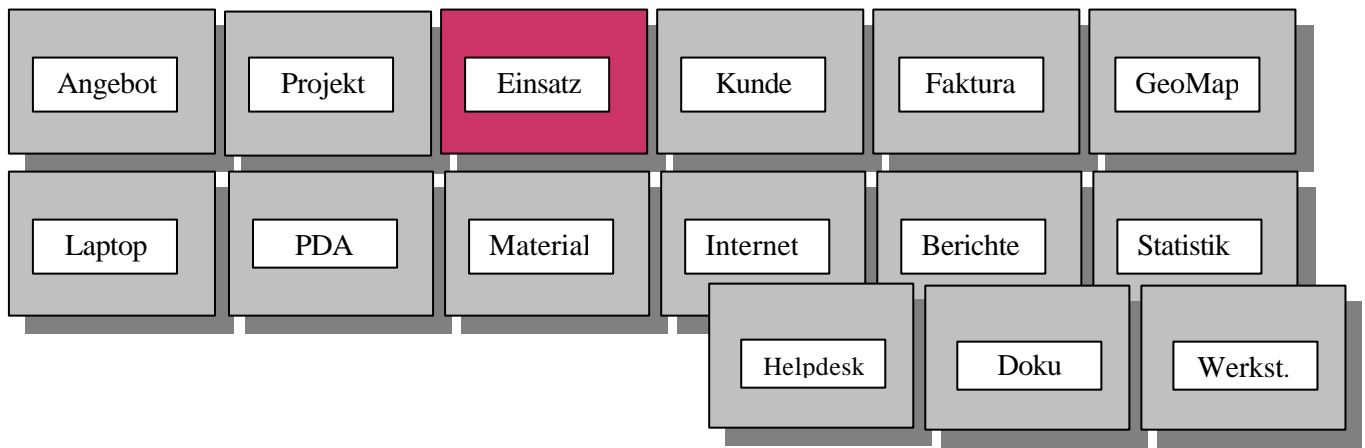 Angebot
Projekt
Einsatz
Kunde
Faktura
GeoMap
Laptop
PDA
Material
Internet
Berichte
Statistik
Helpdesk
Doku
Werkst.